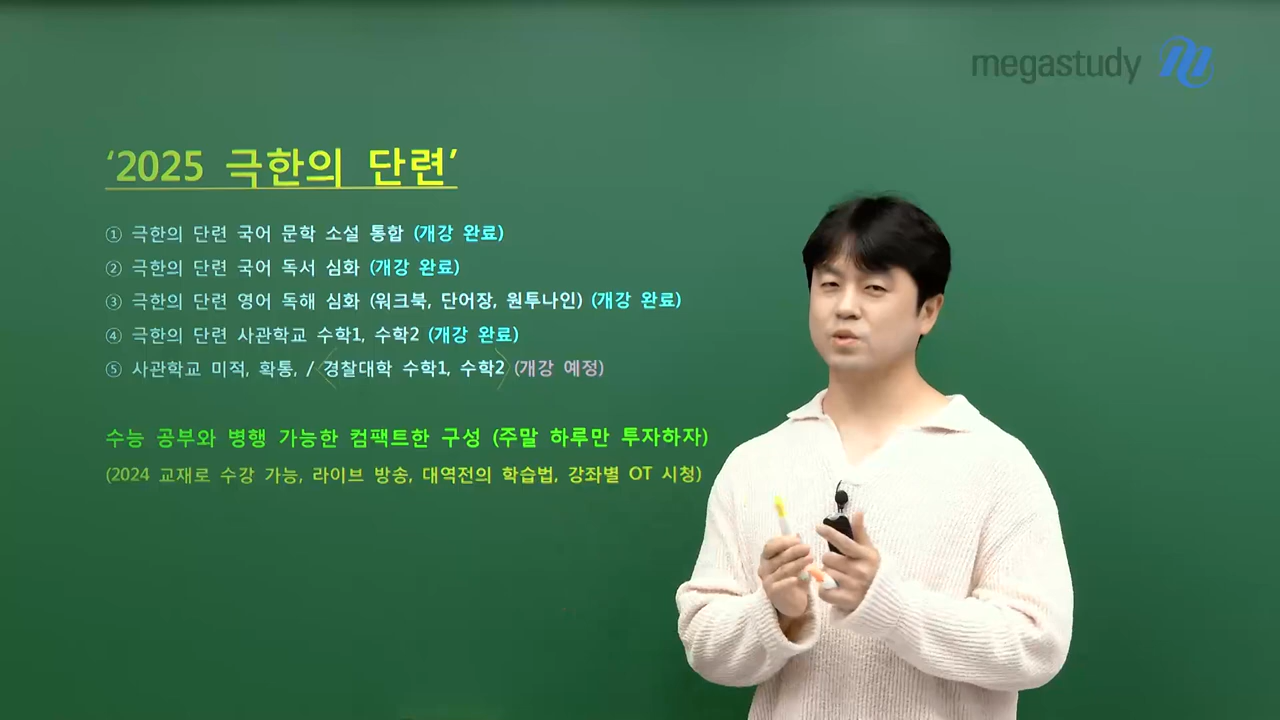 megastudy
‘2025 극한의 단련’
① 극한의 단련 국어 문학 소설 통합 (개강 완료)
② 극한의 단련 국어 독서 심화 (개강 완료)
③ 극한의 단련 영어 독해 심화 (워크북, 단어장, 원투나인) (개강 완료)
④ 극한의 단련 사관학교 수학1, 수학2 (개강 완료)
⑤ 사관학교 미적, 확통, / 경찰대학 수학1, 수학2 (개강 예정)
수능 공부와 병행 가능한 컴팩트한 구성 (주말 하루만 투자하자)
(2024 교재로 수강 가능, 라이브 방송, 대역전의 학습법, 강좌별 OT 시청)